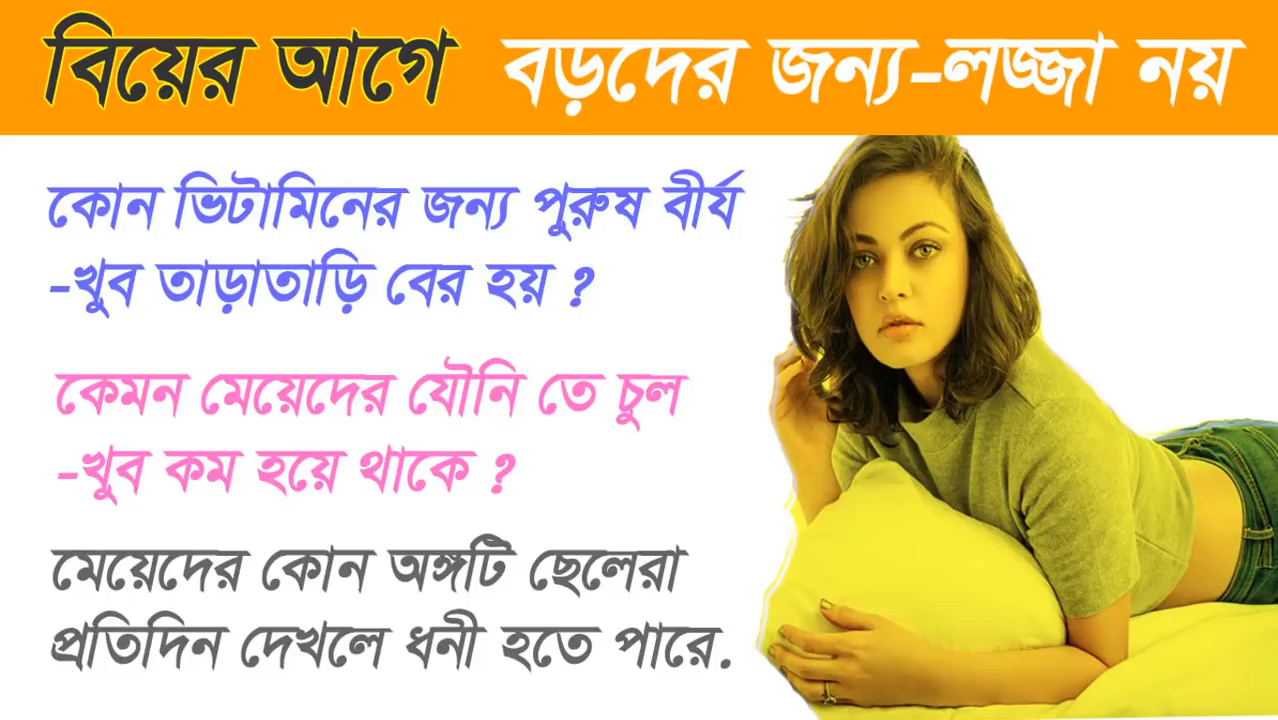 বিয়ের আগে বড়দের জন্য-লজ্জা নয়
কোন ভিটামিনের জন্য পুরুষ বীর্য
-খুব তাড়াতাড়ি বের হয় ?
কেমন মেয়েদের যৌনি তে চুল
-খুব কম হয়ে থাকে ?
মেয়েদের কোন অঙ্গটি ছেলেরা
প্রতিদিন দেখলে ধনী হতে পারে.